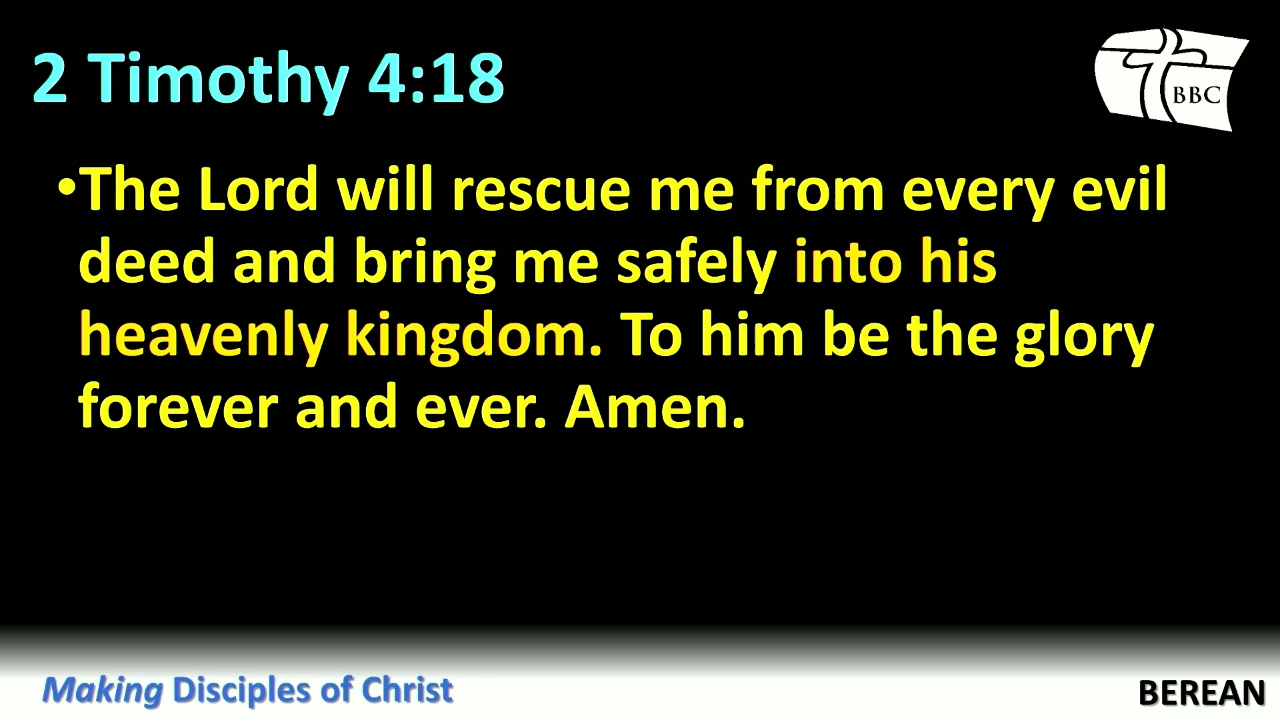 2 Timothy 4:18
BBC
•The Lord will rescue me from every evil
deed and bring me safely into his
heavenly kingdom. To him be the glory
forever and ever. Amen.
Making Disciples of Christ
BEREAN